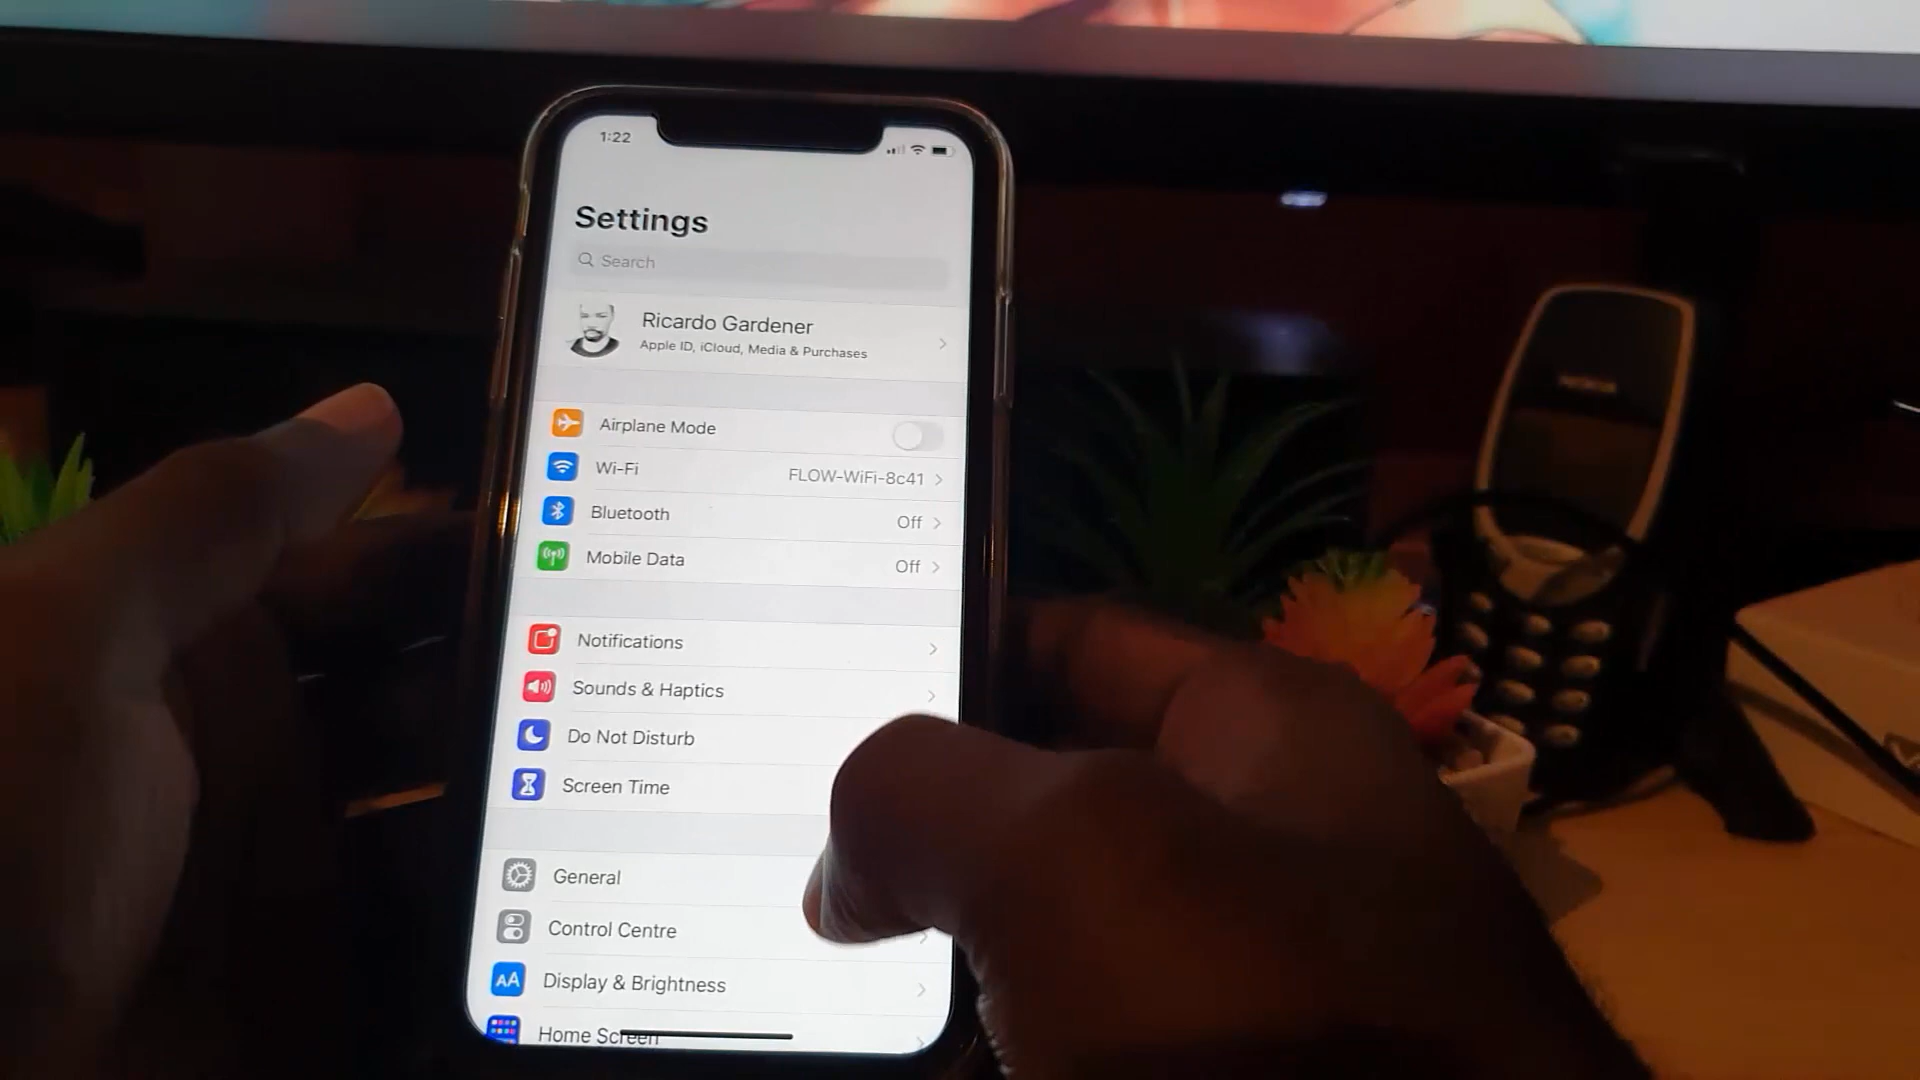 1:22
Settings
Search
Ricardo Gardener
Apple ID, iCloud, Media & Purchases
Airplane Mode
Wi-Fi FLOW-WiFi-8c41
Bluetooth Off
Mobile Data Off
Notifications
Sounds & Haptics
Do Not Disturb
Screen Time
General
Control Centre
AA Display & Brightness
Home Screen
NOKIA